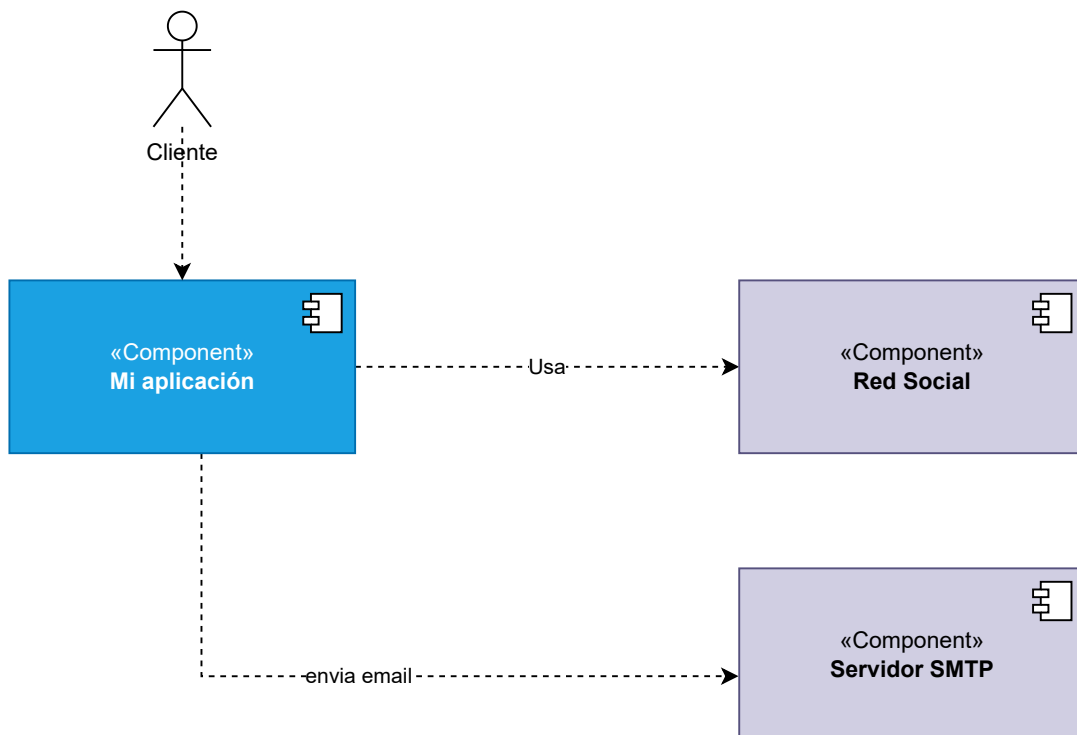 Cliente
«Component»
Mi aplicación
Usa
«Component»
Red Social
envia email
«Component»
Servidor SMTP